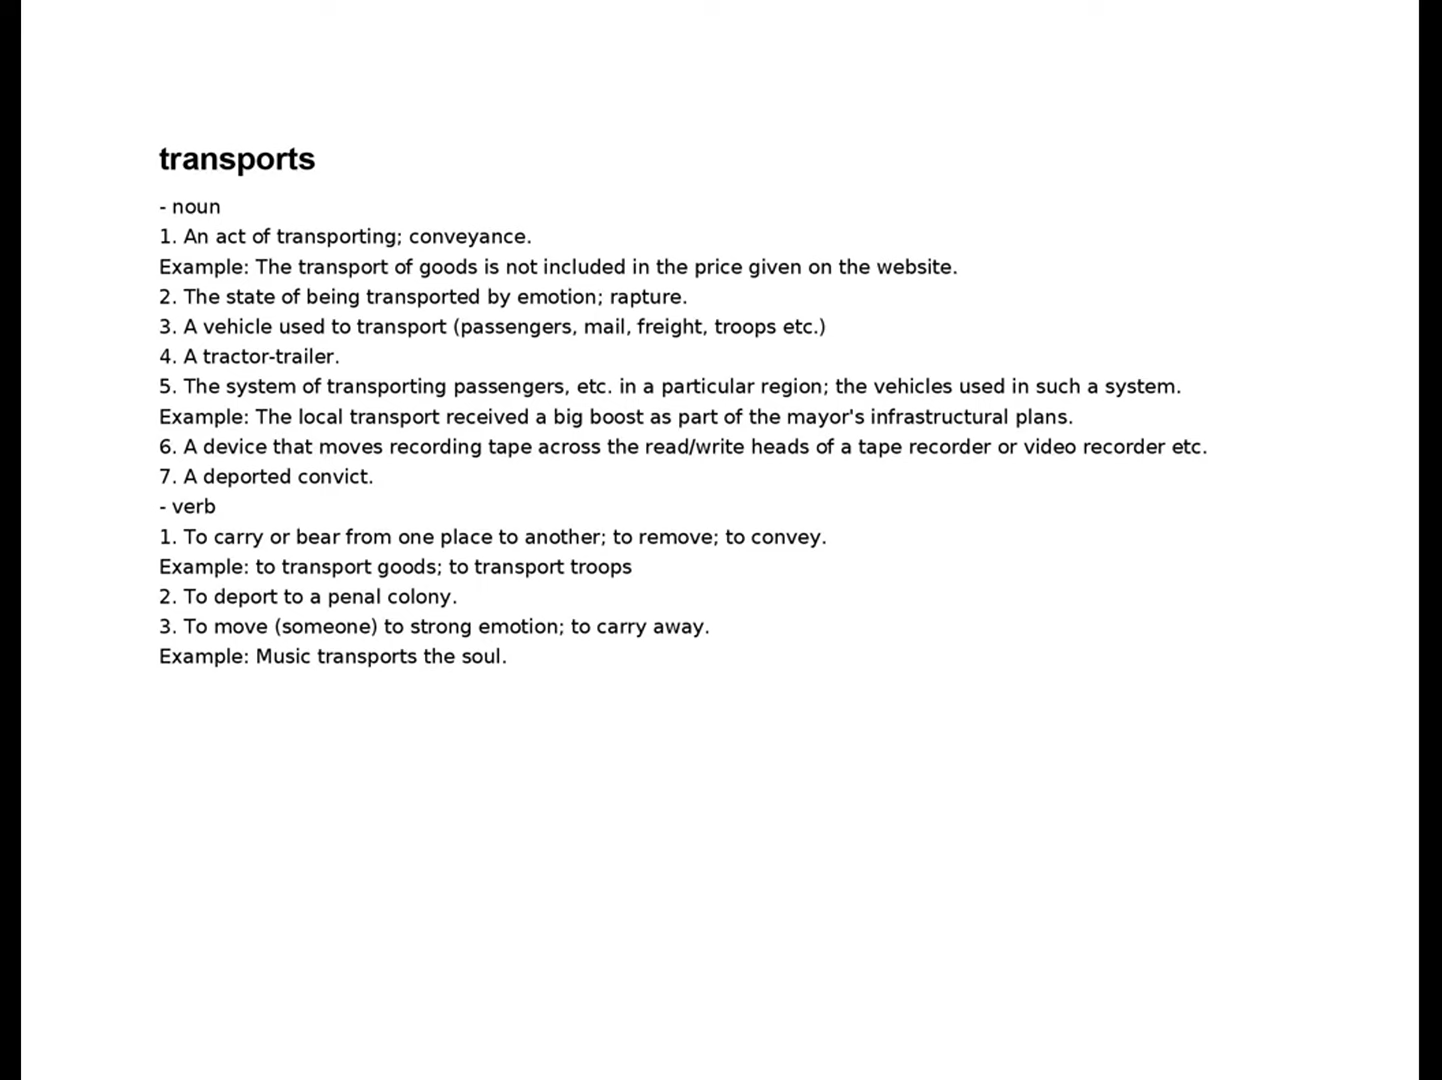 transports
- noun
1. An act of transporting; conveyance.
Example: The transport of goods is not included in the price given on the website.
2. The state of being transported by emotion; rapture.
3. A vehicle used to transport (passengers, mail, freight, troops etc.)
4. A tractor-trailer.
5. The system of transporting passengers, etc. in a particular region; the vehicles used in such a system.
Example: The local transport received a big boost as part of the mayor's infrastructural plans.
6. A device that moves recording tape across the read/write heads of a tape recorder or video recorder etc.
7. A deported convict.
- verb
1. To carry or bear from one place to another; to remove; to convey.
Example: to transport goods; to transport troops
2. To deport to a penal colony.
3. To move (someone) to strong emotion; to carry away.
Example: Music transports the soul.